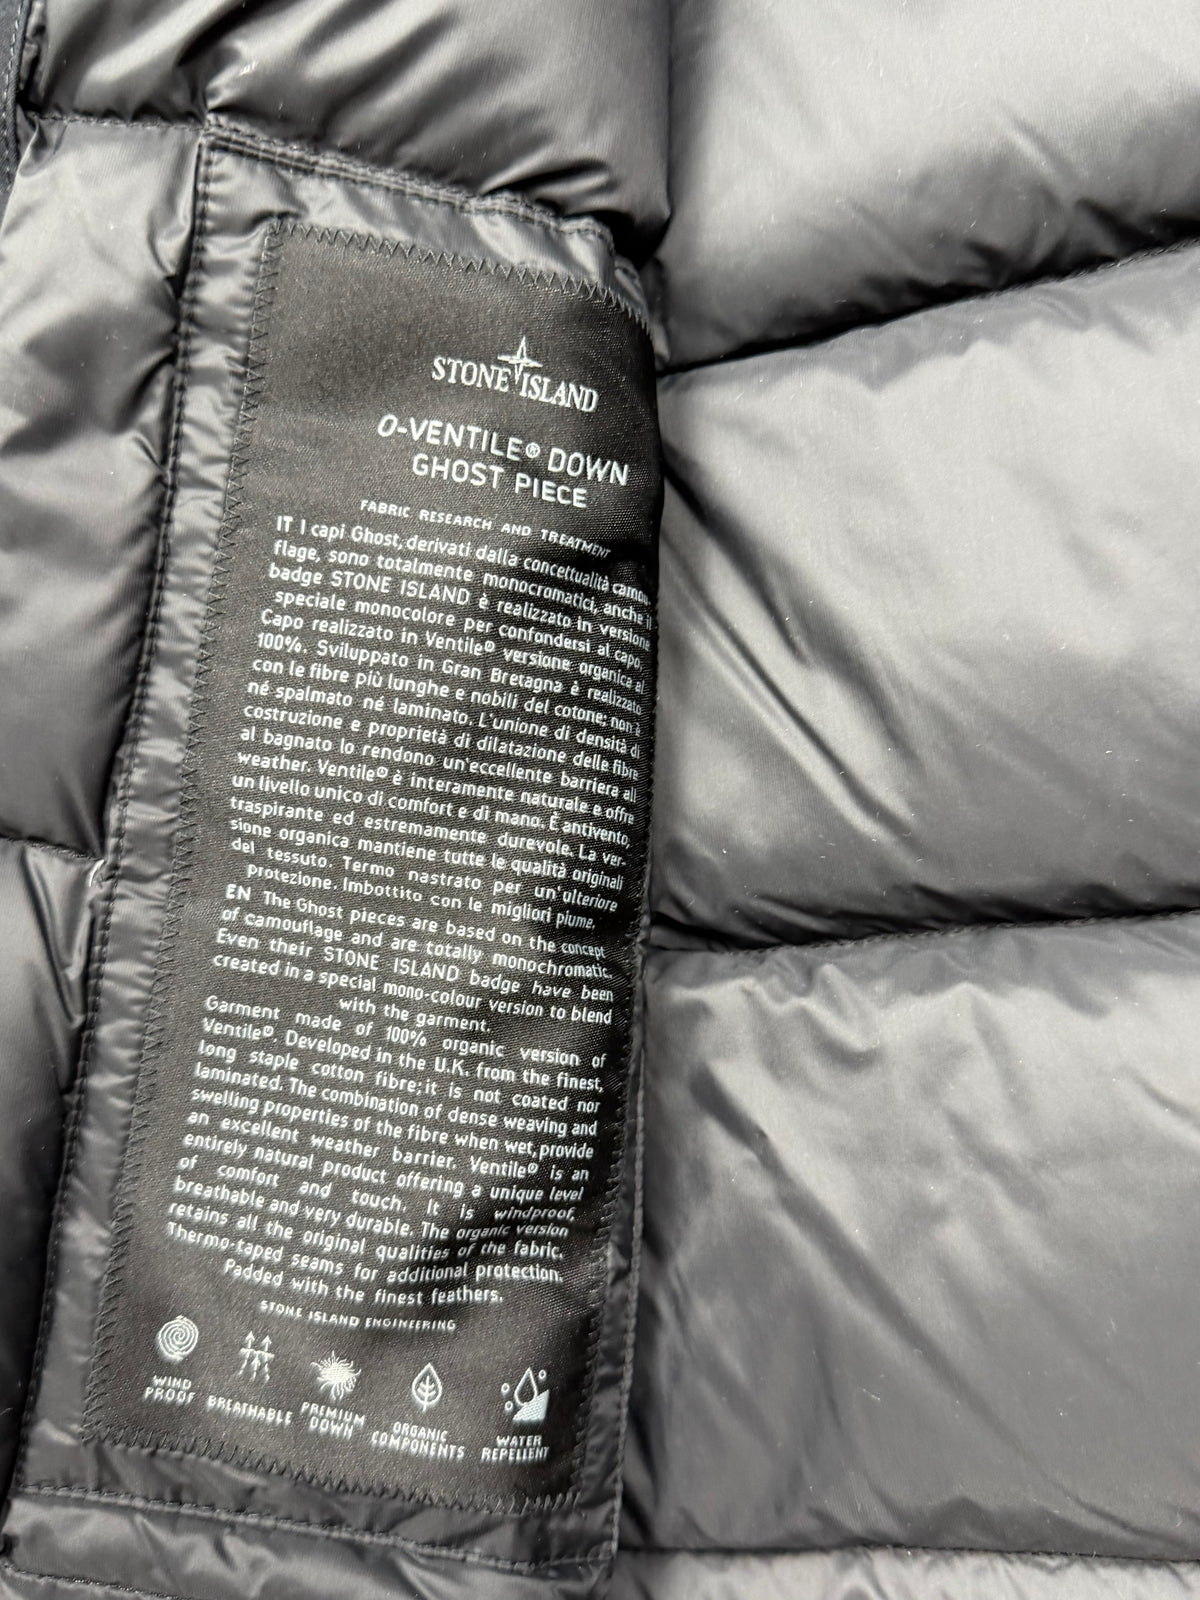 STONE ISLAND
O-VENTILE® DOWN
GHOST PIECE
FABRIC RESEARCH AND TREATMENT
IT I capi Ghost, derivati dalla concettualità camou-
flage, sono totalmente monocromatici, anche il
badge STONE ISLAND è realizzato in versione
speciale monocolore per confondersi al capo.
Capo realizzato in Ventile® versione organica al
100%. Sviluppato in Gran Bretagna è realizzato
con le fibre più lunghe e nobili del cotone; non è
né spalmato né laminato. L'unione di densità di
costruzione e proprietà di dilatazione delle fibre
al bagnato lo rendono un'eccellente barriera all
weather. Ventile® è interamente naturale e offre
un livello unico di comfort e di mano. È antivento,
traspirante ed estremamente durevole. La ver-
sione organica mantiene tutte le qualità originali
del tessuto. Termo nastrato per un'ulteriore
protezione. Imbottito con le migliori piume.
EN The Ghost pieces are based on the concept
of camouflage and are totally monochromatic.
Even their STONE ISLAND badge have been
created in a special mono-colour version to blend
with the garment.
Garment made of 100% organic version of
Ventile®. Developed in the U.K. from the finest,
long staple cotton fibre; it is not coated nor
laminated. The combination of dense weaving and
swelling properties of the fibre when wet, provide
an excellent weather barrier. Ventile® is an
entirely natural product offering a unique level
of comfort and touch. It is windproof,
breathable and very durable. The organic version
retains all the original qualities of the fabric.
Thermo-taped seams for additional protection.
Padded with the finest feathers.
STONE ISLAND ENGINEERING
WIND PROOF
BREATHABLE
PREMIUM DOWN
ORGANIC COMPONENTS
WATER REPELLENT